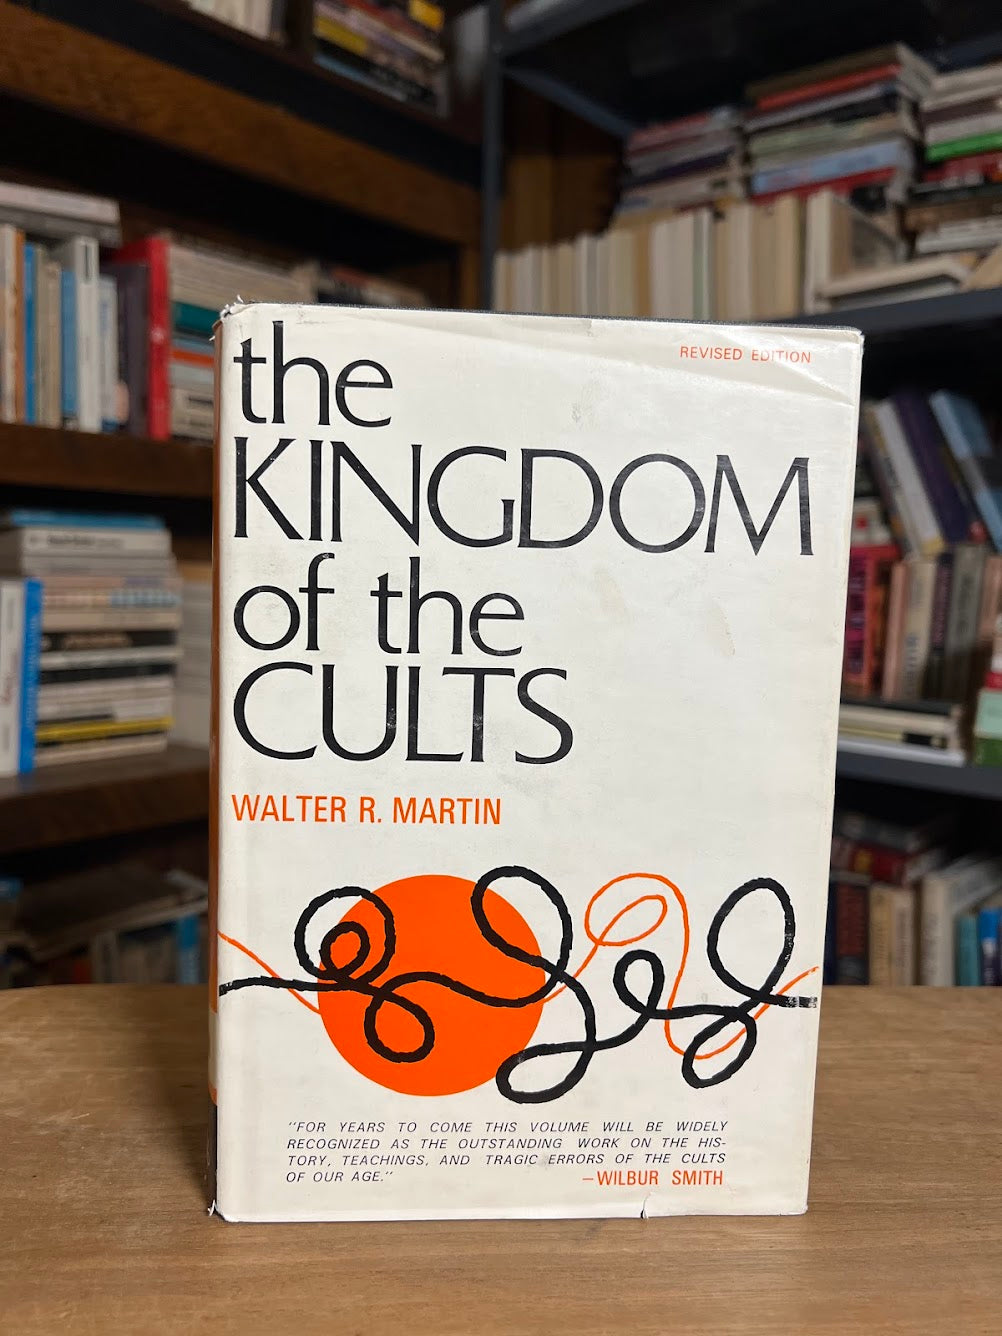 REVISED EDITION
the
KINGDOM
of the
CULTS
WALTER R. MARTIN
"FOR YEARS TO COME THIS VOLUME WILL BE WIDELY
RECOGNIZED AS THE OUTSTANDING WORK ON THE HIS-
TORY, TEACHINGS, AND TRAGIC ERRORS OF THE CULTS
OF OUR AGE."
—WILBUR SMITH